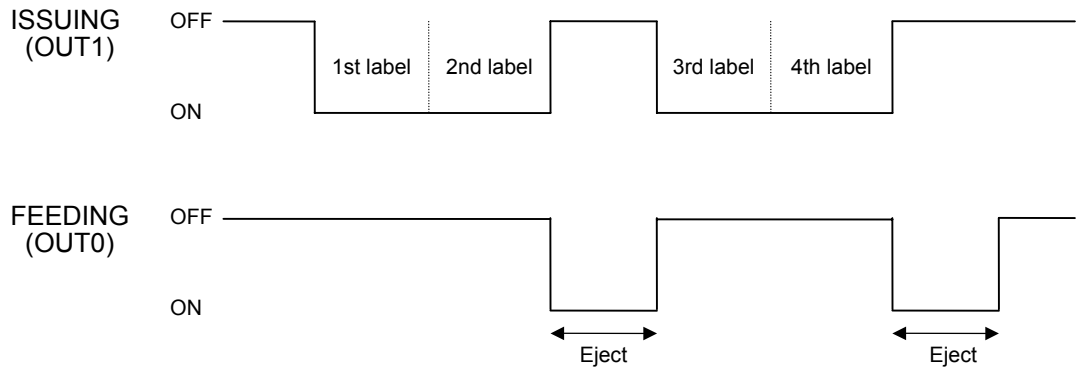 ISSUING
(OUT1)
OFF
1st label
2nd label
3rd label
4th label
ON
FEEDING
(OUT0)
OFF
ON
Eject
Eject